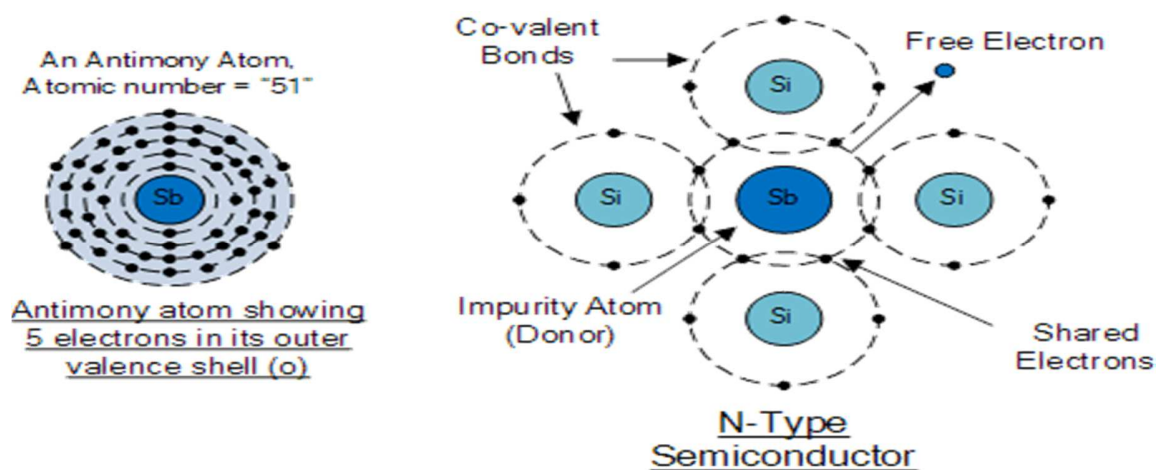 An Antimony Atom,
Atomic number = "51"
Sb
Antimony atom showing
5 electrons in its outer
valence shell (o)
Co-valent
Bonds
Free Electron
Si
Si
Sb
Si
Si
Impurity Atom
(Donor)
Shared
Electrons
N-Type
Semiconductor